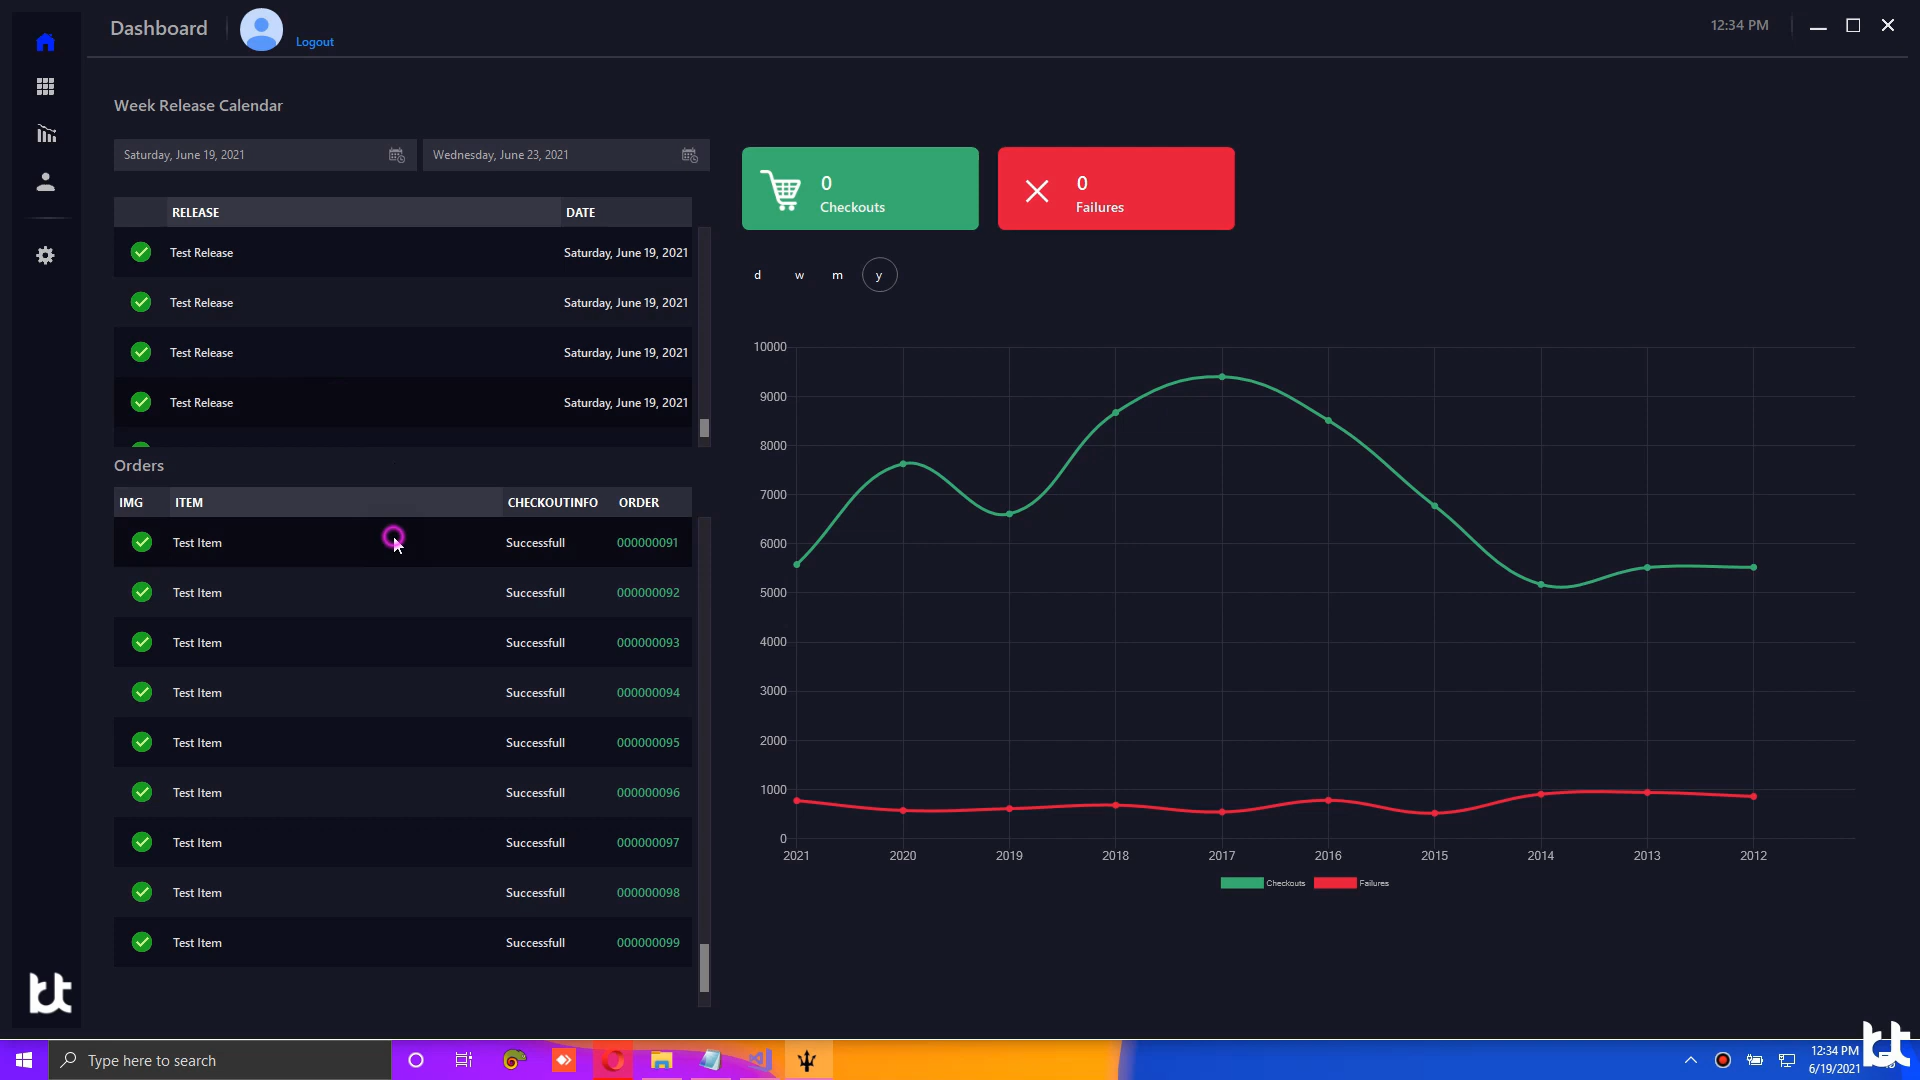 Dashboard
Logout
12:34 PM
Week Release Calendar
Saturday, June 19, 2021
Wednesday, June 23, 2021
RELEASE DATE
Test Release Saturday, June 19, 2021
Test Release Saturday, June 19, 2021
Test Release Saturday, June 19, 2021
Test Release Saturday, June 19, 2021
Orders
IMG ITEM CHECKOUTINFO ORDER
Test Item Successfull 000000091
Test Item Successfull 000000092
Test Item Successfull 000000093
Test Item Successfull 000000094
Test Item Successfull 000000095
Test Item Successfull 000000096
Test Item Successfull 000000097
Test Item Successfull 000000098
Test Item Successfull 000000099
0
Checkouts
0
Failures
d w m y
10000
9000
8000
7000
6000
5000
4000
3000
2000
1000
0
2021 2020 2019 2018 2017 2016 2015 2014 2013 2012
Checkouts Failures
Type here to search
12:34 PM
6/19/2021